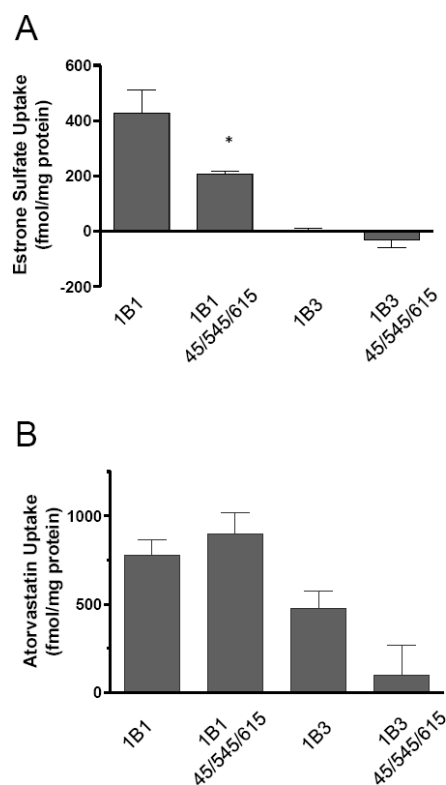 A
Estrone Sulfate Uptake
(fmol/mg protein)
600
400
200
0
-200
*
1B1
1B1
45/545/615
1B3
1B3
45/545/615
B
Atorvastatin Uptake
(fmol/mg protein)
1000
500
0
1B1
1B1
45/545/615
1B3
1B3
45/545/615